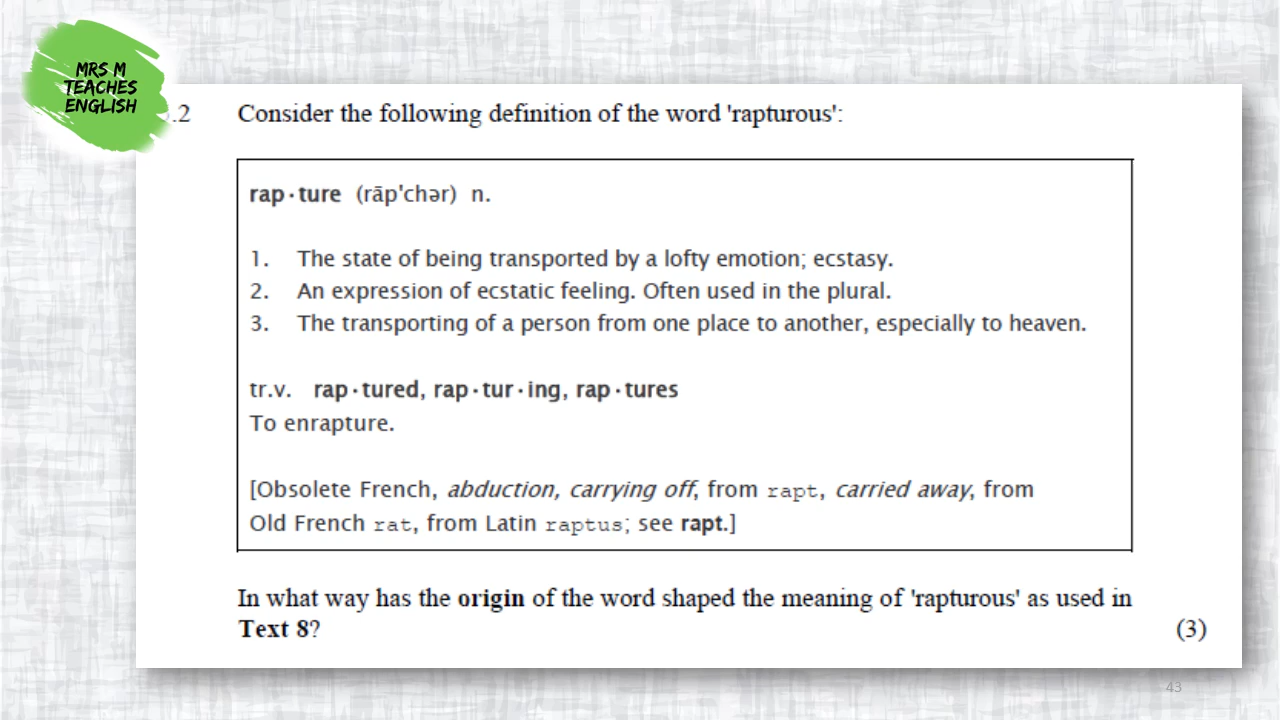 MRS M
TEACHES
ENGLISH
.2 Consider the following definition of the word 'rapturous':
rap·ture (răp'chər) n.
1. The state of being transported by a lofty emotion; ecstasy.
2. An expression of ecstatic feeling. Often used in the plural.
3. The transporting of a person from one place to another, especially to heaven.
tr.v. rap·tured, rap·tur·ing, rap·tures
To enrapture.
[Obsolete French, abduction, carrying off, from rapt, carried away, from
Old French rat, from Latin raptus; see rapt.]
In what way has the origin of the word shaped the meaning of 'rapturous' as used in
Text 8? (3)
43